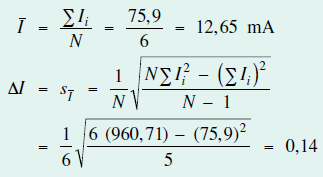 Ī = ∑Iᵢ / N = 75,9 / 6 = 12,65 mA
ΔI = s_Ī = 1/N √((N∑Iᵢ² − (∑Iᵢ)²) / (N − 1))
= 1/6 √((6 (960,71) − (75,9)²) / 5) = 0,14